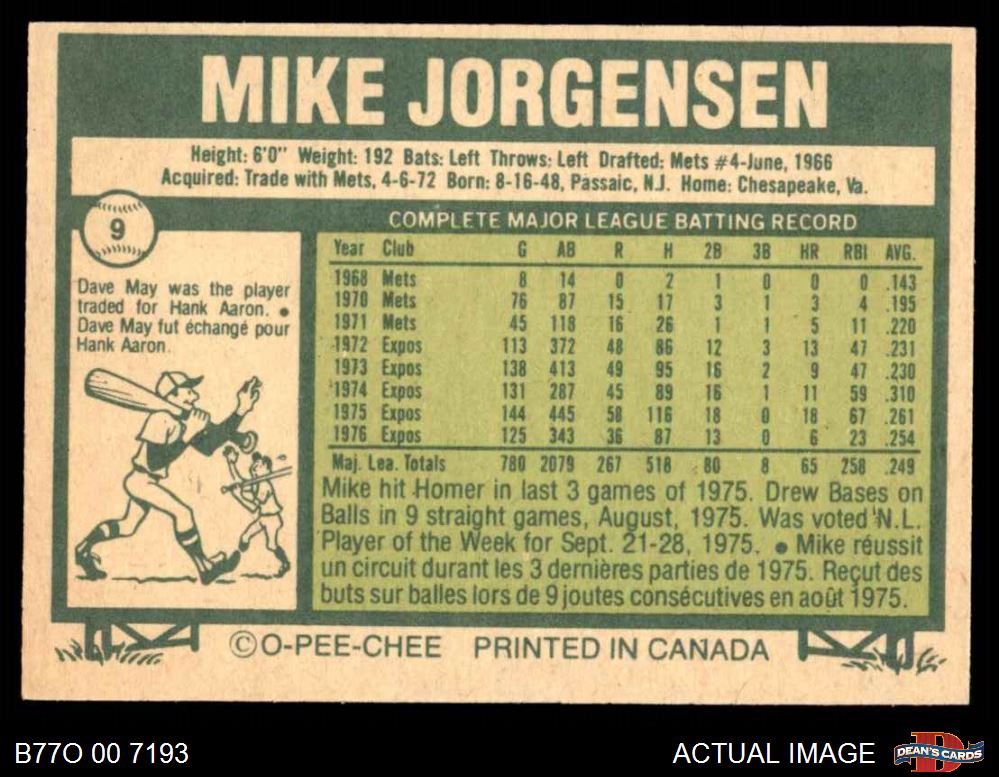 MIKE JORGENSEN
Height: 6'0" Weight: 192 Bats: Left Throws: Left Drafted: Mets #4-June, 1966
Acquired: Trade with Mets, 4-6-72 Born: 8-16-48, Passaic, N.J. Home: Chesapeake, Va.
9
Dave May was the player
traded for Hank Aaron. •
Dave May fut échangé pour
Hank Aaron.
COMPLETE MAJOR LEAGUE BATTING RECORD
Year Club G AB R H 2B 3B HR RBI AVG.
1968 Mets 8 14 0 2 1 0 0 0 .143
1970 Mets 76 87 15 17 3 1 3 4 .195
1971 Mets 45 118 16 26 1 1 5 11 .220
1972 Expos 113 372 48 86 12 3 13 47 .231
1973 Expos 138 413 49 95 16 2 9 47 .230
1974 Expos 131 287 45 89 16 1 11 59 .310
1975 Expos 144 445 58 116 18 0 18 67 .261
1976 Expos 125 343 36 87 13 0 6 23 .254
Maj. Lea. Totals 780 2079 267 518 80 8 65 258 .249
Mike hit Homer in last 3 games of 1975. Drew Bases on
Balls in 9 straight games, August, 1975. Was voted N.L.
Player of the Week for Sept. 21-28, 1975. • Mike réussit
un circuit durant les 3 dernières parties de 1975. Reçut des
buts sur balles lors de 9 joutes consécutives en août 1975.
© O-PEE-CHEE PRINTED IN CANADA
B77O 00 7193
ACTUAL IMAGE
DEAN'S CARDS